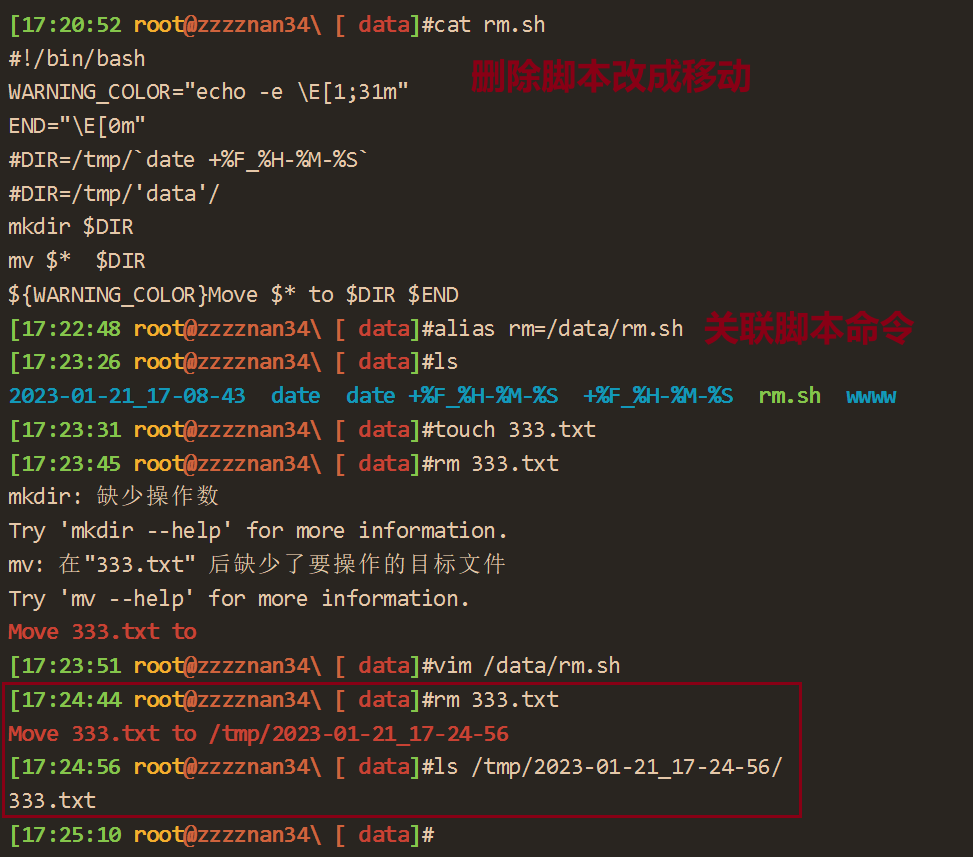 [17:20:52 root@zzzznan34\ [ data]#cat rm.sh
#!/bin/bash
删除脚本改成移动
WARNING_COLOR="echo -e \E[1;31m"
END="\E[0m"
#DIR=/tmp/`date +%F_%H-%M-%S`
#DIR=/tmp/'data'/
mkdir $DIR
mv $*  $DIR
${WARNING_COLOR}Move $* to $DIR $END
[17:22:48 root@zzzznan34\ [ data]#alias rm=/data/rm.sh 关联脚本命令
[17:23:26 root@zzzznan34\ [ data]#ls
2023-01-21_17-08-43  date  date +%F_%H-%M-%S  +%F_%H-%M-%S  rm.sh  wwww
[17:23:31 root@zzzznan34\ [ data]#touch 333.txt
[17:23:45 root@zzzznan34\ [ data]#rm 333.txt
mkdir: 缺少操作数
Try 'mkdir --help' for more information.
mv: 在"333.txt" 后缺少了要操作的目标文件
Try 'mv --help' for more information.
Move 333.txt to
[17:23:51 root@zzzznan34\ [ data]#vim /data/rm.sh
[17:24:44 root@zzzznan34\ [ data]#rm 333.txt
Move 333.txt to /tmp/2023-01-21_17-24-56
[17:24:56 root@zzzznan34\ [ data]#ls /tmp/2023-01-21_17-24-56/
333.txt
[17:25:10 root@zzzznan34\ [ data]#